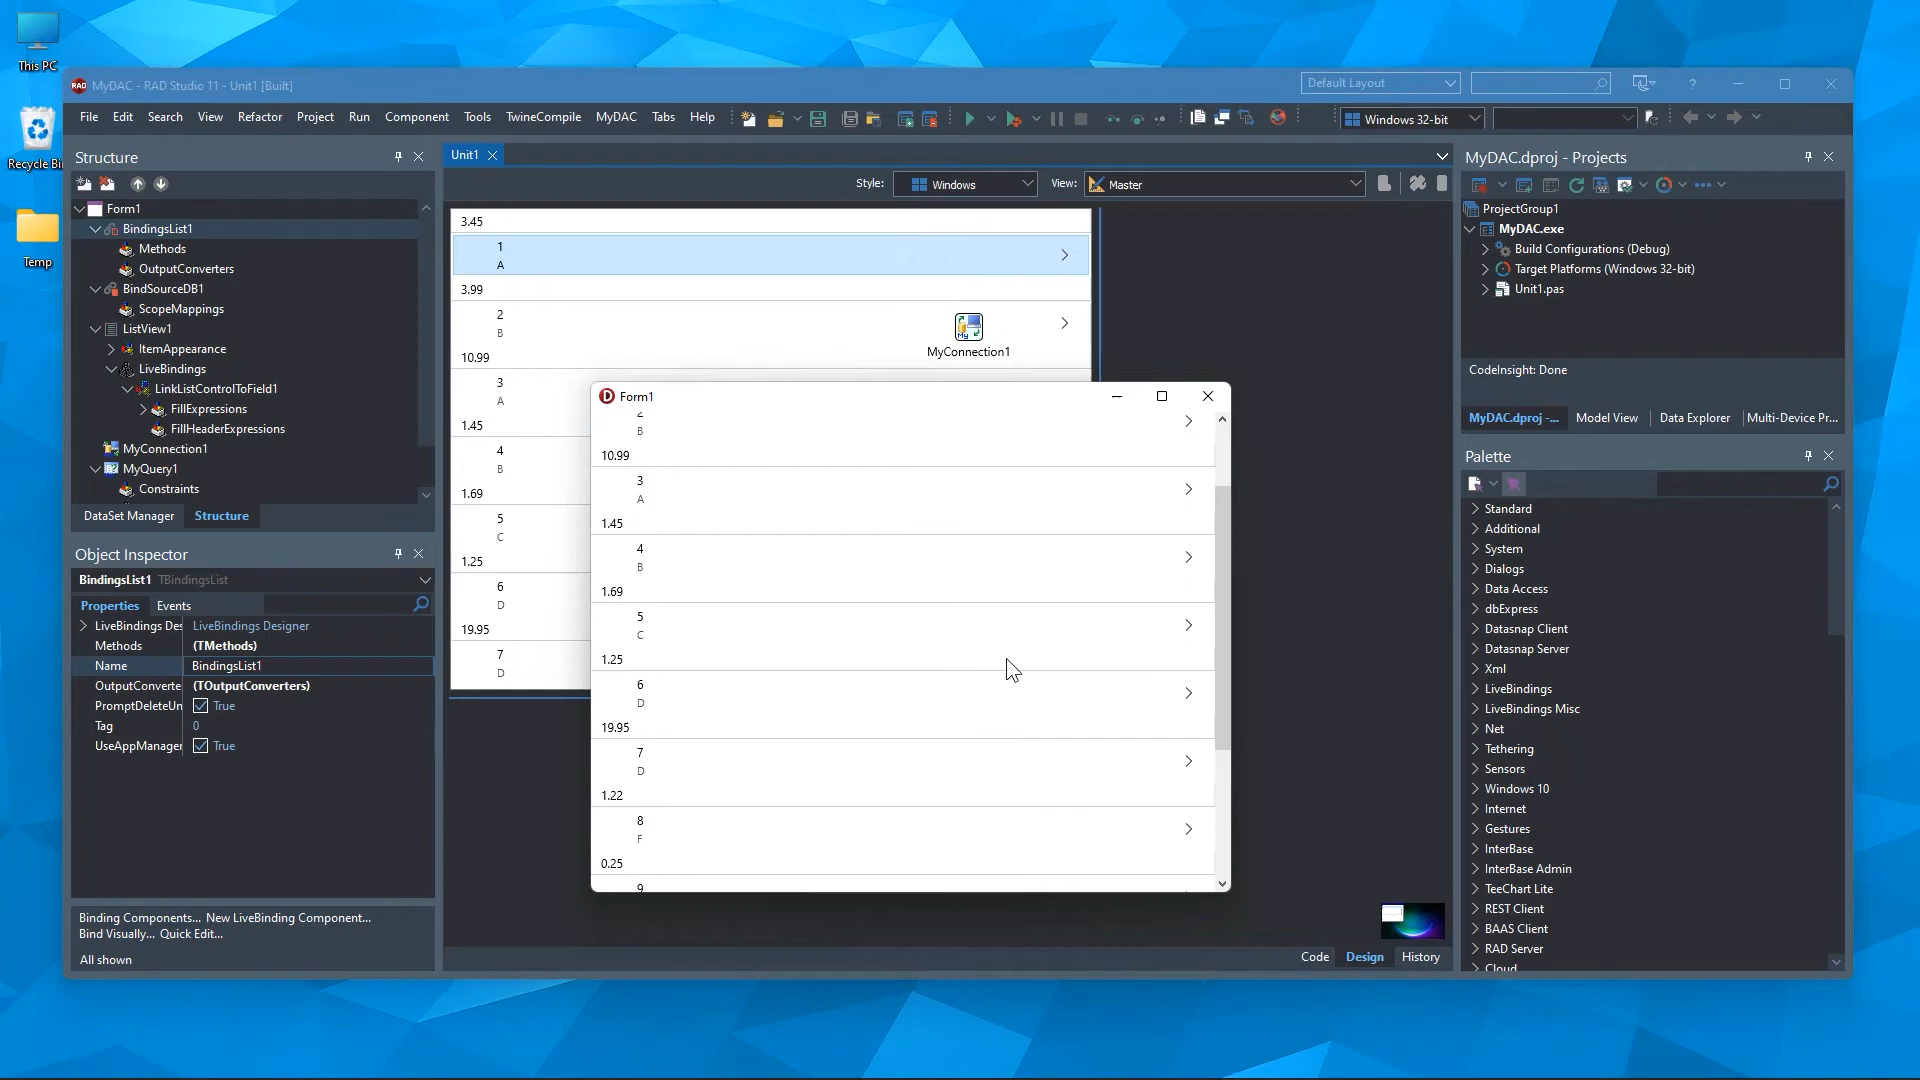 This PC
Recycle Bi
Temp
MyDAC - RAD Studio 11 - Unit1 [Built]
Default Layout
?
File Edit Search View Refactor Project Run Component Tools TwineCompile MyDAC Tabs Help
Windows 32-bit
Structure
Form1
BindingsList1
Methods
OutputConverters
BindSourceDB1
ScopeMappings
ListView1
ItemAppearance
LiveBindings
LinkListControlToField1
FillExpressions
FillHeaderExpressions
MyConnection1
MyQuery1
Constraints
DataSet Manager Structure
Object Inspector
BindingsList1 TBindingsList
Properties Events
LiveBindings Des LiveBindings Designer
Methods (TMethods)
Name BindingsList1
OutputConverte (TOutputConverters)
PromptDeleteUn True
Tag 0
UseAppManager True
Binding Components... New LiveBinding Component...
Bind Visually... Quick Edit...
All shown
Unit1
Style: Windows View: Master
3.45
1
A
3.99
2
B
MyConnection1
10.99
3
A
1.45
4
B
1.69
5
C
1.25
6
D
19.95
7
D
Form1
2
B
10.99
3
A
1.45
4
B
1.69
5
C
1.25
6
D
19.95
7
D
1.22
8
F
0.25
9
Code Design History
MyDAC.dproj - Projects
ProjectGroup1
MyDAC.exe
Build Configurations (Debug)
Target Platforms (Windows 32-bit)
Unit1.pas
CodeInsight: Done
MyDAC.dproj -... Model View Data Explorer Multi-Device Pr...
Palette
Standard
Additional
System
Dialogs
Data Access
dbExpress
Datasnap Client
Datasnap Server
Xml
LiveBindings
LiveBindings Misc
Net
Tethering
Sensors
Windows 10
Internet
Gestures
InterBase
InterBase Admin
TeeChart Lite
REST Client
BAAS Client
RAD Server
Cloud